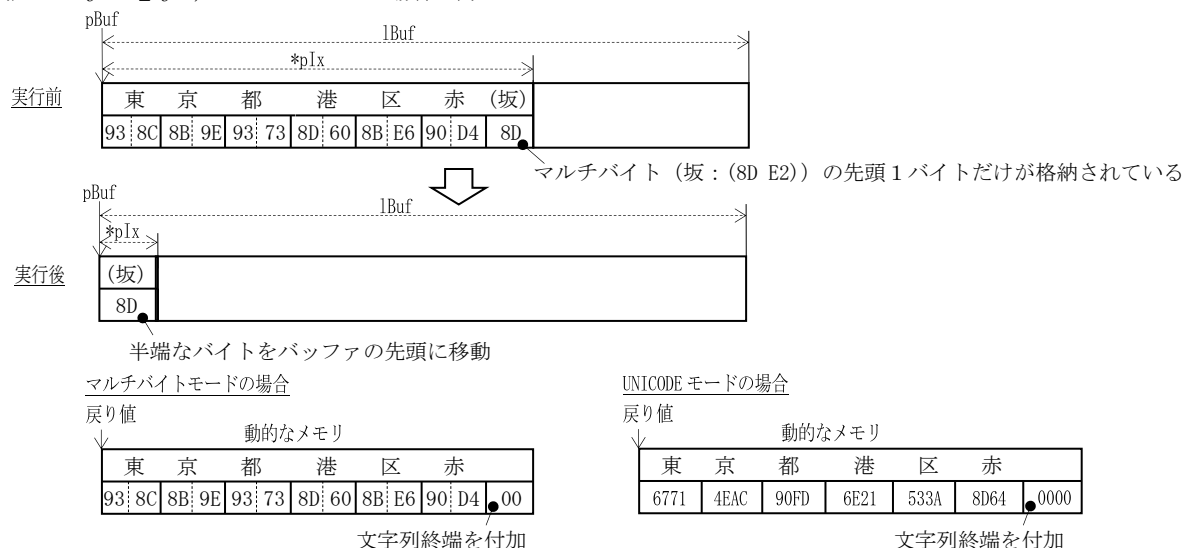 pBuf
lBuf
*pIx
実行前
東 京 都 港 区 赤 (坂)
93 8C 8B 9E 93 73 8D 60 8B E6 90 D4 8D
マルチバイト (坂：(8D E2)) の先頭１バイトだけが格納されている
pBuf
lBuf
*pIx
実行後
(坂)
8D
半端なバイトをバッファの先頭に移動
マルチバイトモードの場合
戻り値
動的なメモリ
東 京 都 港 区 赤
93 8C 8B 9E 93 73 8D 60 8B E6 90 D4 00
文字列終端を付加
UNICODE モードの場合
戻り値
動的なメモリ
東 京 都 港 区 赤
6771 4EAC 90FD 6E21 533A 8D64 0000
文字列終端を付加